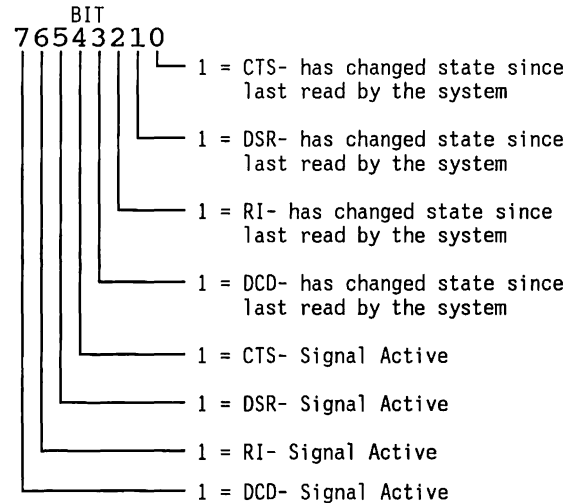 BIT
76543210
1 = CTS- has changed state since
last read by the system
1 = DSR- has changed state since
last read by the system
1 = RI- has changed state since
last read by the system
1 = DCD- has changed state since
last read by the system
1 = CTS- Signal Active
1 = DSR- Signal Active
1 = RI- Signal Active
1 = DCD- Signal Active